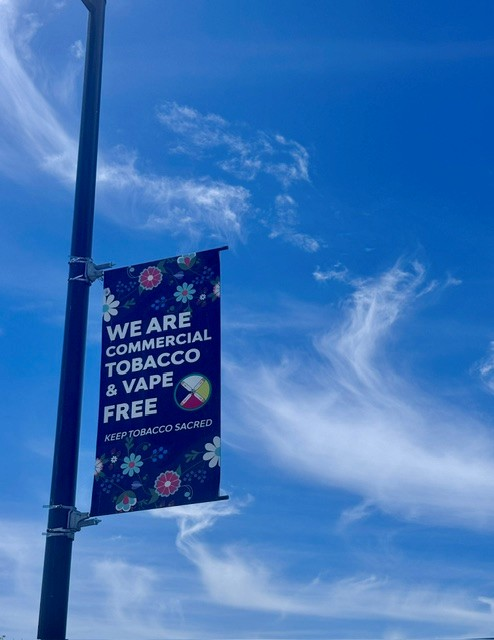 WE ARE
COMMERCIAL
TOBACCO
& VAPE
FREE
KEEP TOBACCO SACRED